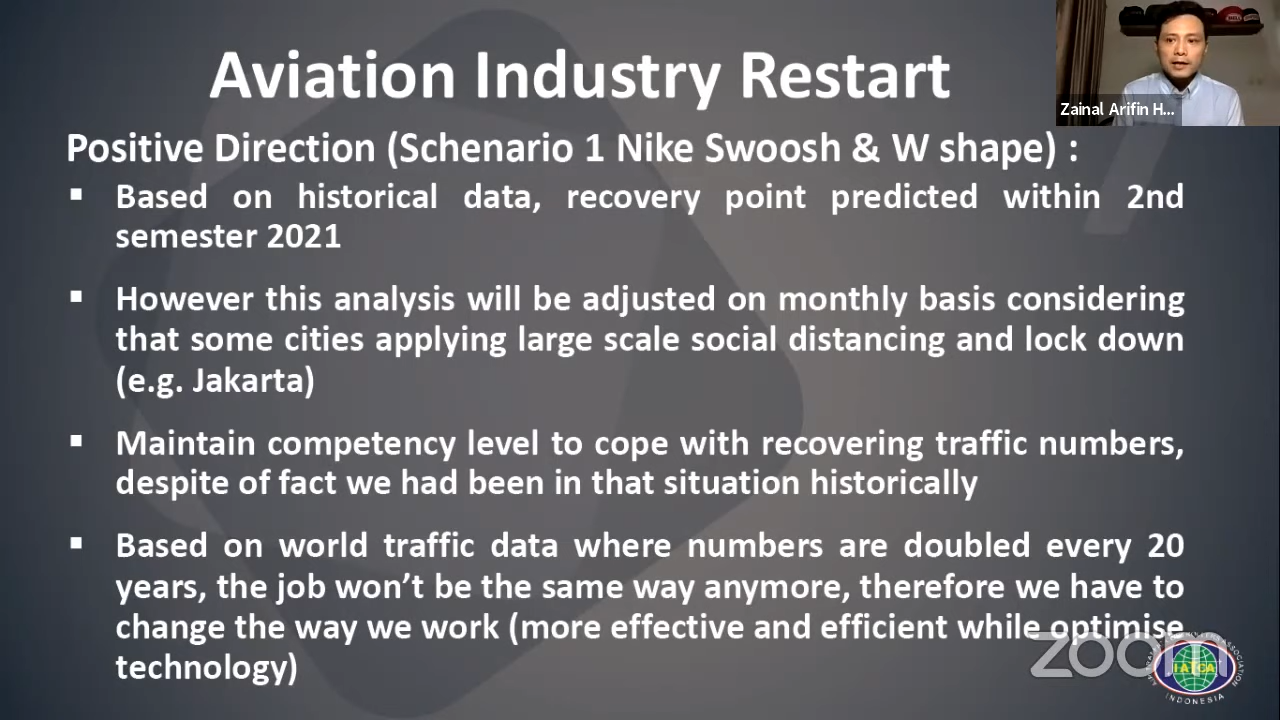 Aviation Industry Restart
Zainal Arifin H...
Positive Direction (Schenario 1 Nike Swoosh & W shape) :
▪ Based on historical data, recovery point predicted within 2nd
semester 2021
▪ However this analysis will be adjusted on monthly basis considering
that some cities applying large scale social distancing and lock down
(e.g. Jakarta)
▪ Maintain competency level to cope with recovering traffic numbers,
despite of fact we had been in that situation historically
▪ Based on world traffic data where numbers are doubled every 20
years, the job won't be the same way anymore, therefore we have to
change the way we work (more effective and efficient while optimise
technology)
zoom
IATCA
INDONESIA